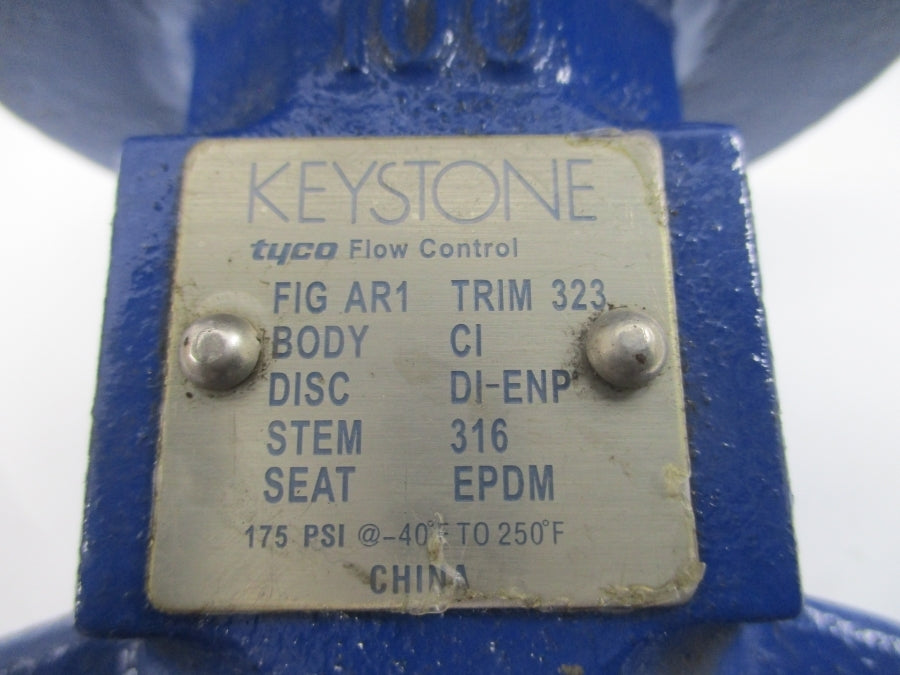 100
KEYSTONE
tyco Flow Control
FIG AR1 TRIM 323
BODY CI
DISC DI-ENP
STEM 316
SEAT EPDM
175 PSI @-40°F TO 250°F
CHINA